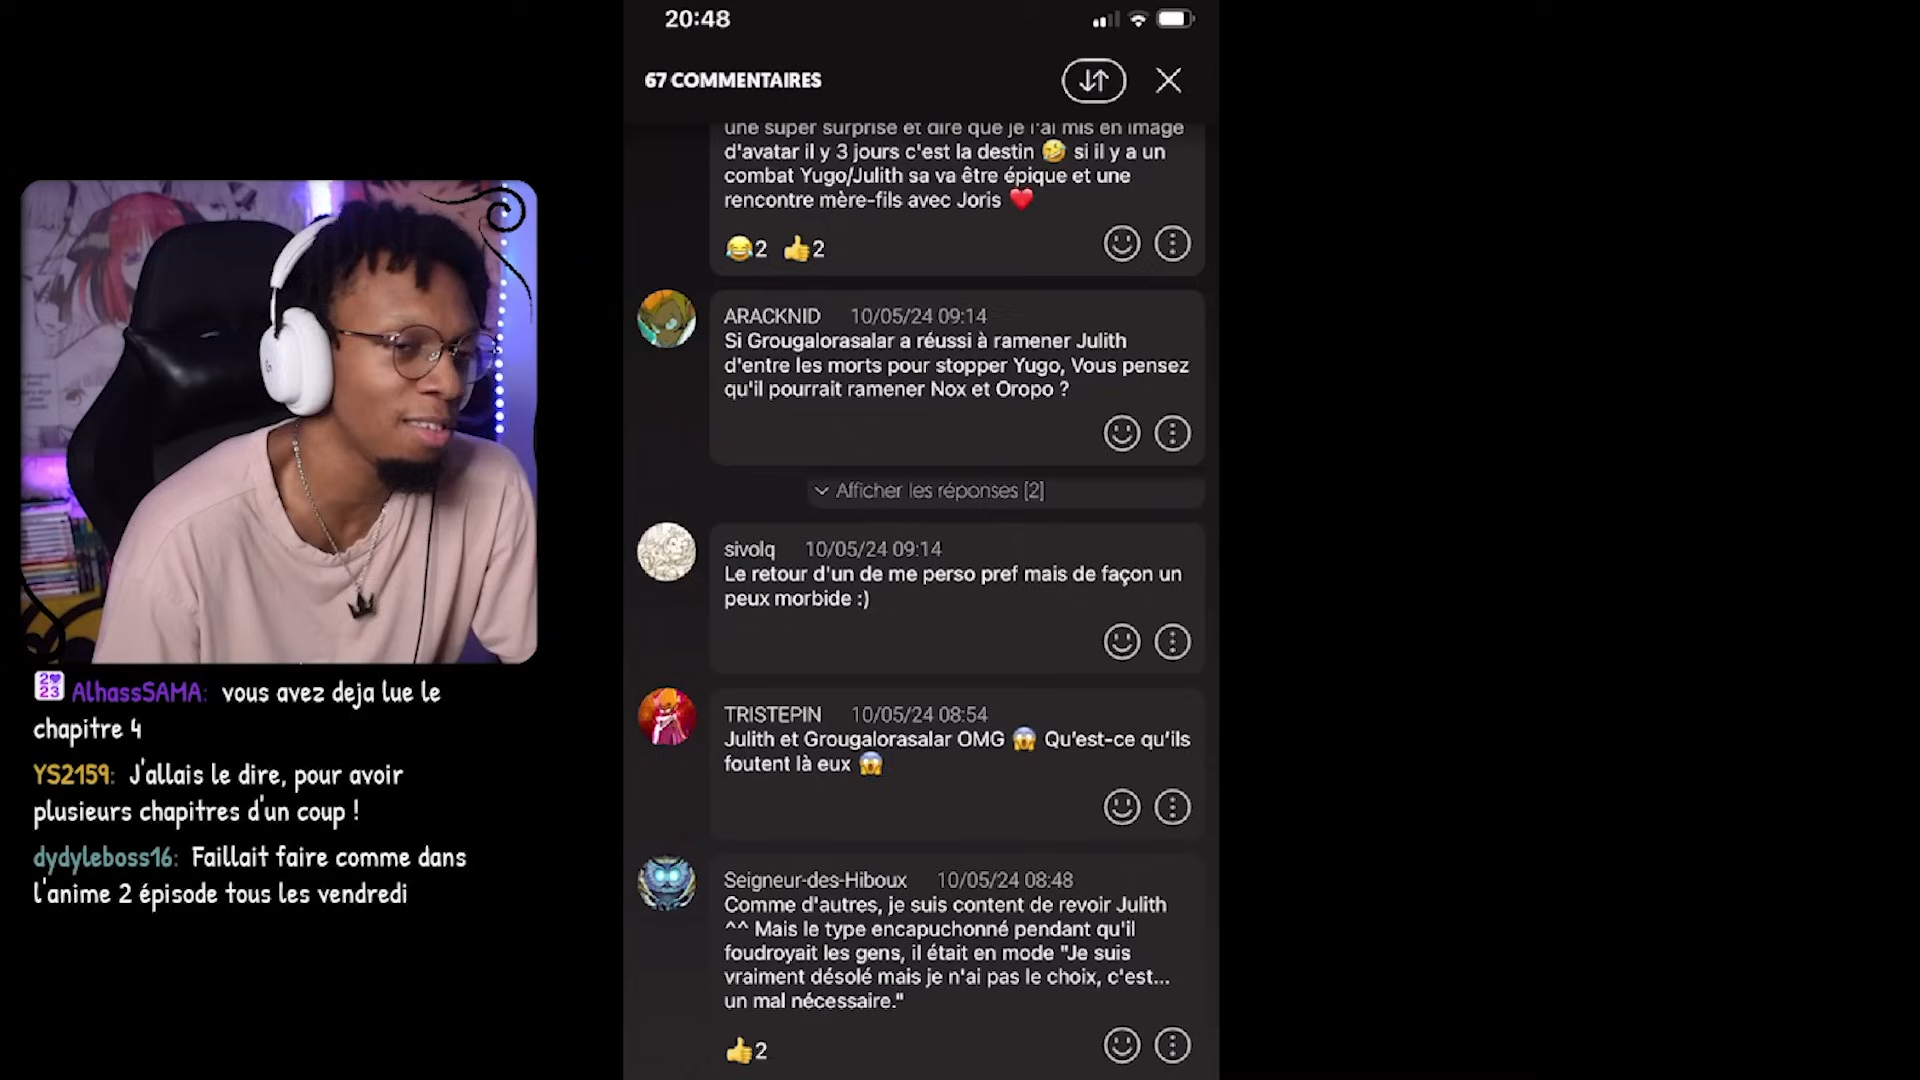 20:48
67 COMMENTAIRES
une super surprise et dire que je l'ai mis en image
d'avatar il y 3 jours c'est la destin 🤣 si il y a un
combat Yugo/Julith sa va être épique et une
rencontre mère-fils avec Joris ❤️
😂2 👍2
ARACKNID 10/05/24 09:14
Si Grougalorasalar a réussi à ramener Julith
d'entre les morts pour stopper Yugo, Vous pensez
qu'il pourrait ramener Nox et Oropo ?
Afficher les réponses [2]
sivolq 10/05/24 09:14
Le retour d'un de me perso pref mais de façon un
peux morbide :)
TRISTEPIN 10/05/24 08:54
Julith et Grougalorasalar OMG 😱 Qu'est-ce qu'ils
foutent là eux 😱
Seigneur-des-Hiboux 10/05/24 08:48
Comme d'autres, je suis content de revoir Julith
^^ Mais le type encapuchonné pendant qu'il
foudroyait les gens, il était en mode "Je suis
vraiment désolé mais je n'ai pas le choix, c'est...
un mal nécessaire."
👍2
AlhassSAMA: vous avez deja lue le
chapitre 4
YS2159: J'allais le dire, pour avoir
plusieurs chapitres d'un coup !
dydyleboss16: Faillait faire comme dans
l'anime 2 épisode tous les vendredi